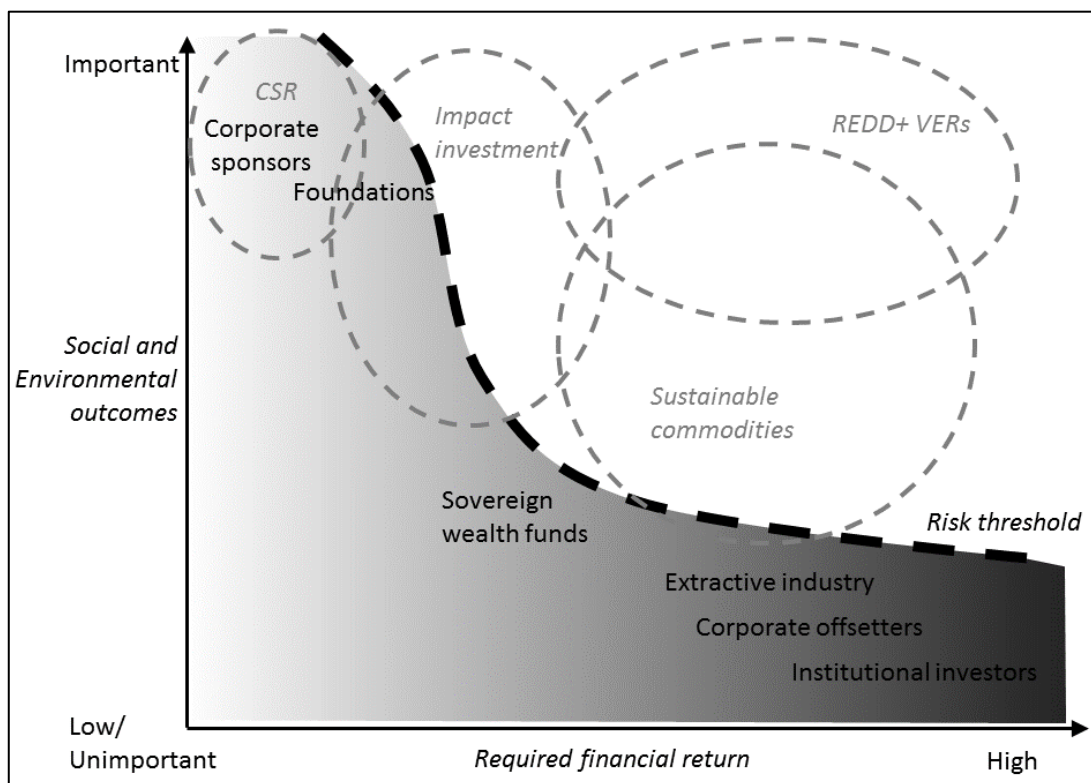 Important
CSR
Corporate
sponsors
Foundations
Impact
investment
REDD+ VERs
Social and
Environmental
outcomes
Sustainable
commodities
Sovereign
wealth funds
Risk threshold
Extractive industry
Corporate offsetters
Institutional investors
Low/
Unimportant
Required financial return
High